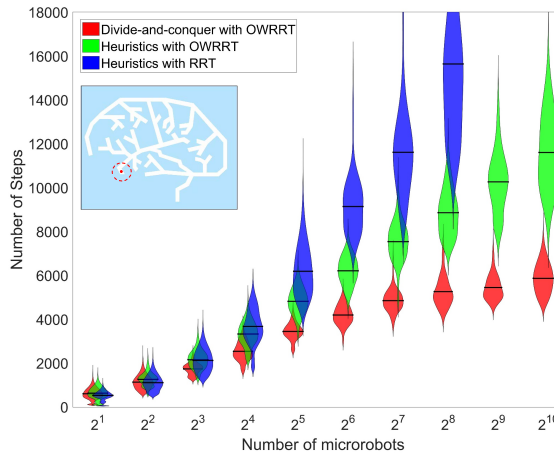 18000
16000
14000
12000
10000
8000
6000
4000
2000
0
Number of Steps
Divide-and-conquer with OWRRT
Heuristics with OWRRT
Heuristics with RRT
2^1 2^2 2^3 2^4 2^5 2^6 2^7 2^8 2^9 2^10
Number of microrobots